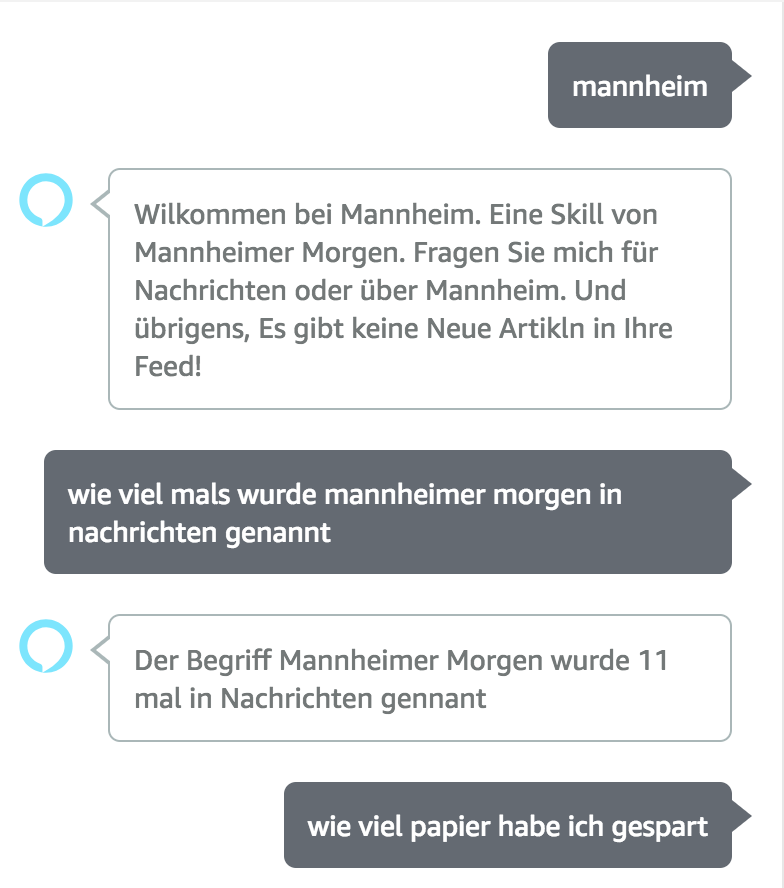 mannheim
Wilkommen bei Mannheim. Eine Skill von
Mannheimer Morgen. Fragen Sie mich für
Nachrichten oder über Mannheim. Und
übrigens, Es gibt keine Neue Artikln in Ihre
Feed!
wie viel mals wurde mannheimer morgen in
nachrichten genannt
Der Begriff Mannheimer Morgen wurde 11
mal in Nachrichten gennant
wie viel papier habe ich gespart